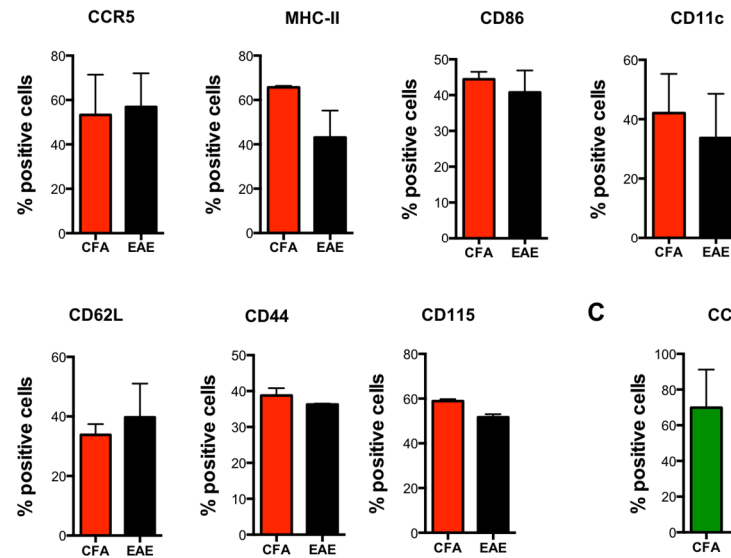 CCR5
MHC-II
CD86
CD11c
% positive cells
80
60
40
20
0
CFA EAE
% positive cells
80
60
40
20
0
CFA EAE
% positive cells
50
40
30
20
10
0
CFA EAE
% positive cells
60
40
20
0
CFA EAE
CD62L
CD44
CD115
C
CC
% positive cells
60
40
20
0
CFA EAE
% positive cells
50
40
30
20
10
0
CFA EAE
% positive cells
80
60
40
20
0
CFA EAE
% positive cells
100
80
60
40
20
0
CFA